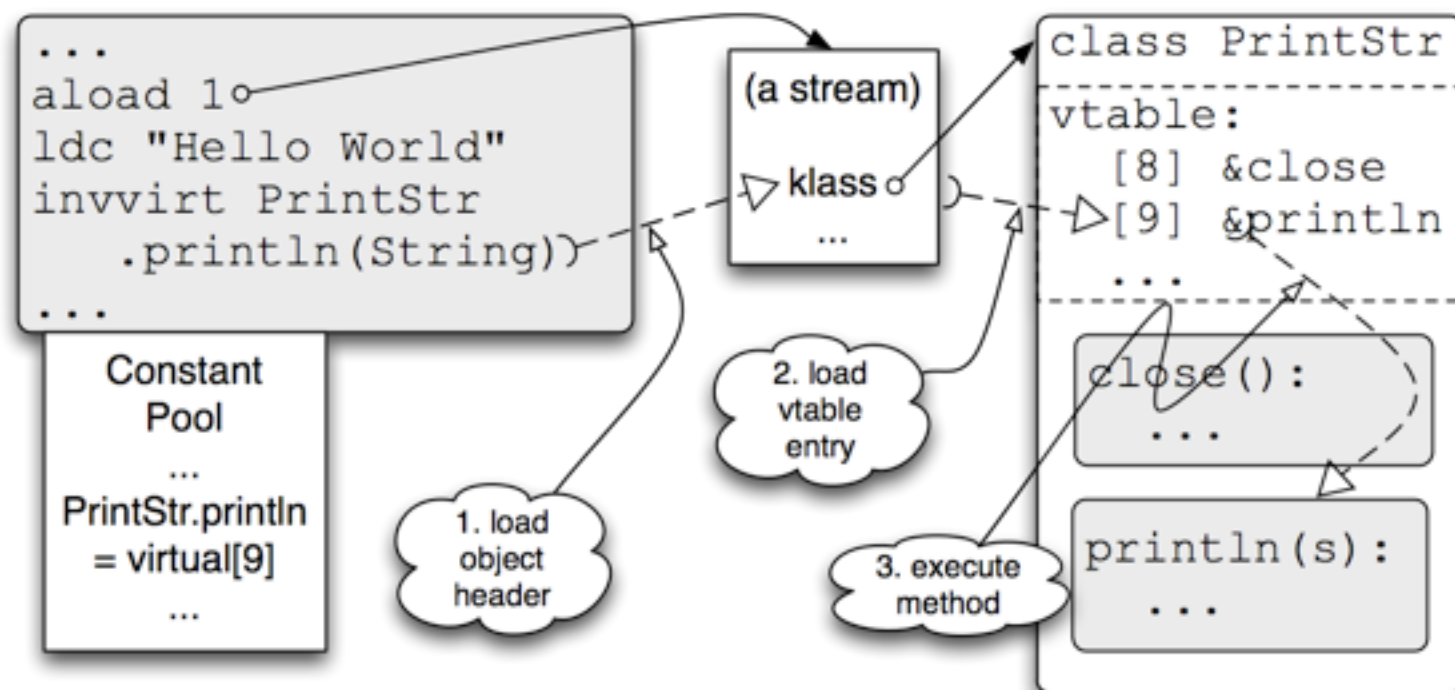 ...
aload 1
ldc "Hello World"
invvirt PrintStr
.println(String)
...
Constant
Pool
...
PrintStr.println
= virtual[9]
...
(a stream)
klass
...
class PrintStr
vtable:
[8] &close
[9] &println
...
close():
...
println(s):
...
1. load
object
header
2. load
vtable
entry
3. execute
method